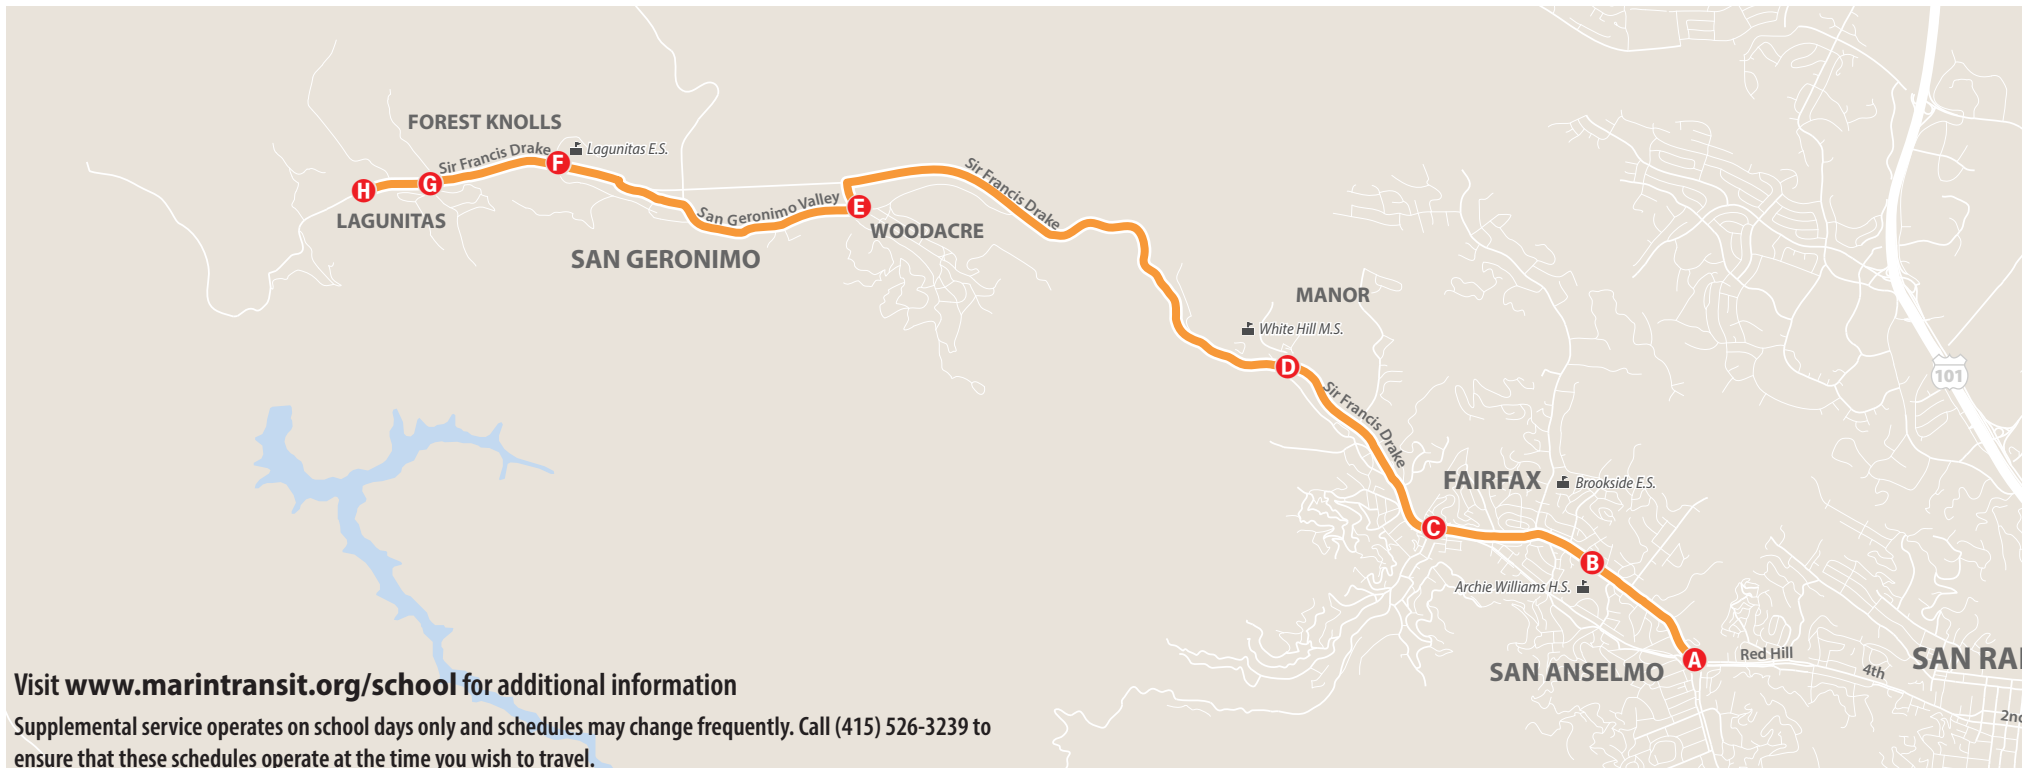 FOREST KNOLLS
Sir Francis Drake
F
Lagunitas E.S.
H
G
LAGUNITAS
San Geronimo Valley
E
WOODACRE
SAN GERONIMO
Sir Francis Drake
MANOR
White Hill M.S.
D
Sir Francis Drake
101
FAIRFAX
Brookside E.S.
C
B
Archie Williams H.S.
A
Red Hill
SAN ANSELMO
4th
SAN RA
2nd
Visit www.marintransit.org/school for additional information
Supplemental service operates on school days only and schedules may change frequently. Call (415) 526-3239 to
ensure that these schedules operate at the time you wish to travel.